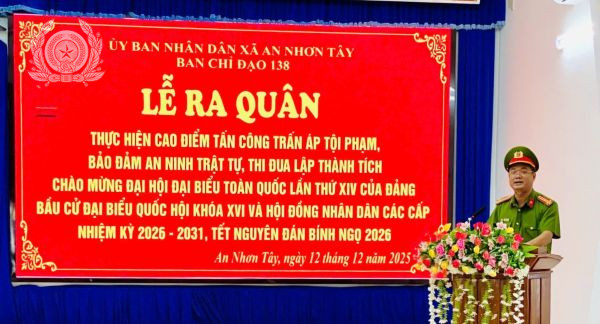 ỦY BAN NHÂN DÂN XÃ AN NHƠN TÂY
BAN CHỈ ĐẠO 138
LỄ RA QUÂN
THỰC HIỆN CAO ĐIỂM TẤN CÔNG TRẤN ÁP TỘI PHẠM,
BẢO ĐẢM AN NINH TRẬT TỰ, THI ĐUA LẬP THÀNH TÍCH
CHÀO MỪNG ĐẠI HỘI ĐẠI BIỂU TOÀN QUỐC LẦN THỨ XIV CỦA ĐẢNG
BẦU CỬ ĐẠI BIỂU QUỐC HỘI KHÓA XVI VÀ HỘI ĐỒNG NHÂN DÂN CÁC CẤP
NHIỆM KỲ 2026 - 2031, TẾT NGUYÊN ĐÁN BÍNH NGỌ 2026
An Nhơn Tây, ngày 12 tháng 12 năm 2025